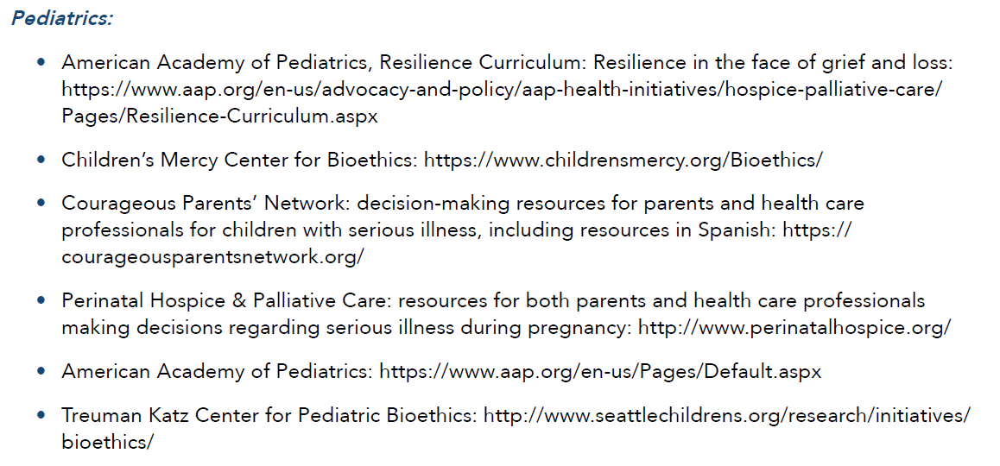 Pediatrics:
• American Academy of Pediatrics, Resilience Curriculum: Resilience in the face of grief and loss:
https://www.aap.org/en-us/advocacy-and-policy/aap-health-initiatives/hospice-palliative-care/
Pages/Resilience-Curriculum.aspx
• Children’s Mercy Center for Bioethics: https://www.childrensmercy.org/Bioethics/
• Courageous Parents’ Network: decision-making resources for parents and health care
professionals for children with serious illness, including resources in Spanish: https://
courageousparentsnetwork.org/
• Perinatal Hospice & Palliative Care: resources for both parents and health care professionals
making decisions regarding serious illness during pregnancy: http://www.perinatalhospice.org/
• American Academy of Pediatrics: https://www.aap.org/en-us/Pages/Default.aspx
• Treuman Katz Center for Pediatric Bioethics: http://www.seattlechildrens.org/research/initiatives/
bioethics/